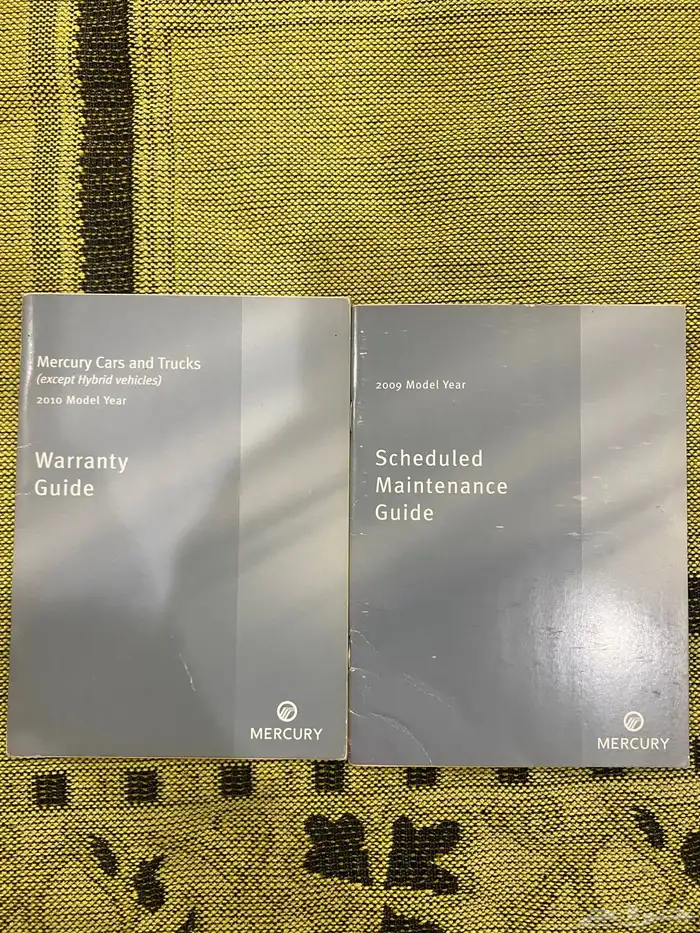 Mercury Cars and Trucks
(except Hybrid vehicles)
2010 Model Year
Warranty
Guide
MERCURY
2009 Model Year
Scheduled
Maintenance
Guide
MERCURY